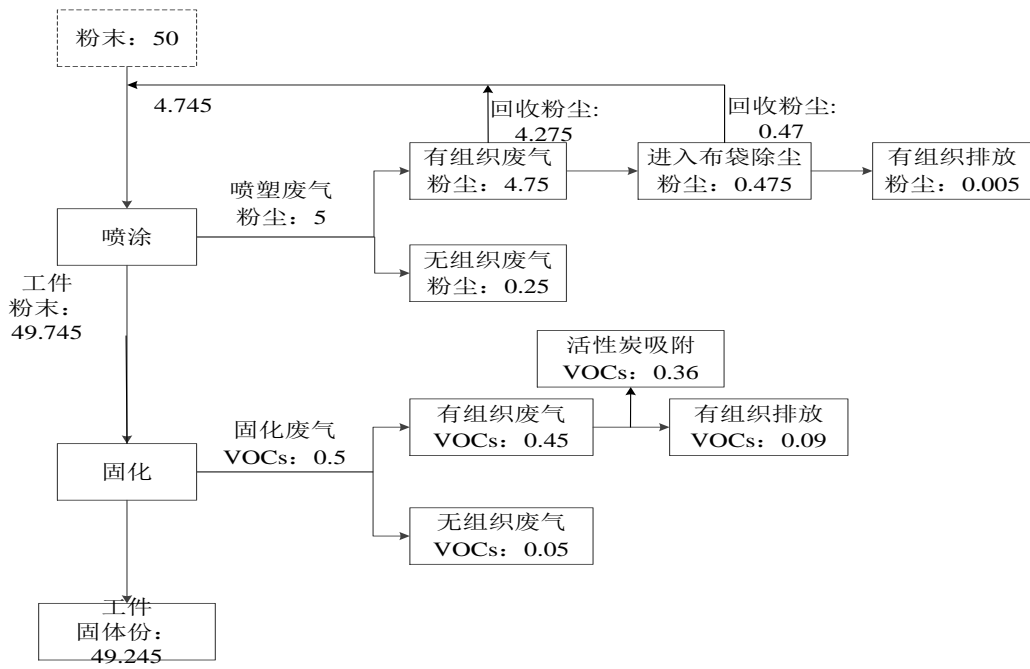 粉末：50
4.745
回收粉尘:
4.275
回收粉尘:
0.47
有组织废气
粉尘：4.75
进入布袋除尘
粉尘：0.475
有组织排放
粉尘：0.005
喷塑废气
粉尘：5
喷涂
无组织废气
粉尘：0.25
工件
粉末：
49.745
活性炭吸附
VOCs：0.36
有组织废气
VOCs：0.45
有组织排放
VOCs：0.09
固化废气
VOCs：0.5
固化
无组织废气
VOCs：0.05
工件
固体份：
49.245